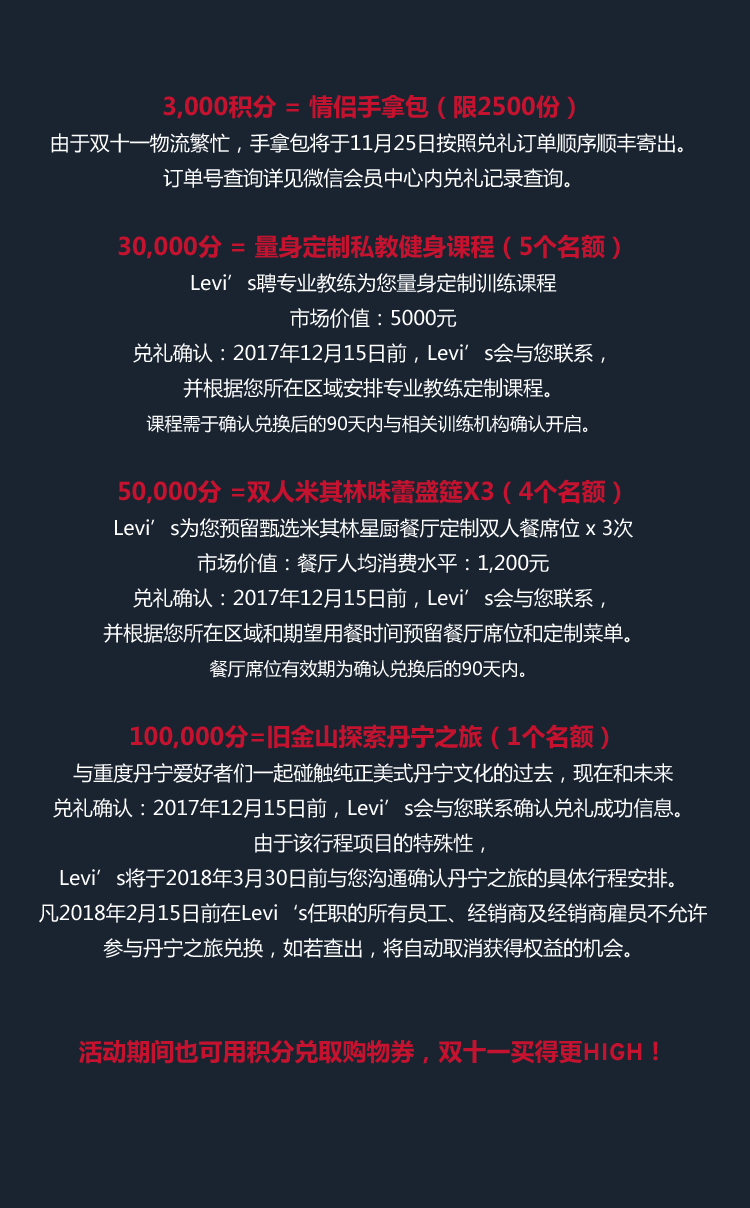 3,000积分 = 情侣手拿包（限2500份）
由于双十一物流繁忙，手拿包将于11月25日按照兑礼订单顺序顺丰寄出。
订单号查询详见微信会员中心内兑礼记录查询。
30,000分 = 量身定制私教健身课程（5个名额）
Levi’s聘专业教练为您量身定制训练课程
市场价值：5000元
兑礼确认：2017年12月15日前，Levi’s会与您联系，
并根据您所在区域安排专业教练定制课程。
课程需于确认兑换后的90天内与相关训练机构确认开启。
50,000分 =双人米其林味蕾盛筵X3（4个名额）
Levi’s为您预留甄选米其林星厨餐厅定制双人餐席位 x 3次
市场价值：餐厅人均消费水平：1,200元
兑礼确认：2017年12月15日前，Levi’s会与您联系，
并根据您所在区域和期望用餐时间预留餐厅席位和定制菜单。
餐厅席位有效期为确认兑换后的90天内。
100,000分=旧金山探索丹宁之旅（1个名额）
与重度丹宁爱好者们一起碰触纯正美式丹宁文化的过去，现在和未来
兑礼确认：2017年12月15日前，Levi’s会与您联系确认兑礼成功信息。
由于该行程项目的特殊性，
Levi’s将于2018年3月30日前与您沟通确认丹宁之旅的具体行程安排。
凡2018年2月15日前在Levi‘s任职的所有员工、经销商及经销商雇员不允许
参与丹宁之旅兑换，如若查出，将自动取消获得权益的机会。
活动期间也可用积分兑取购物券，双十一买得更HIGH！